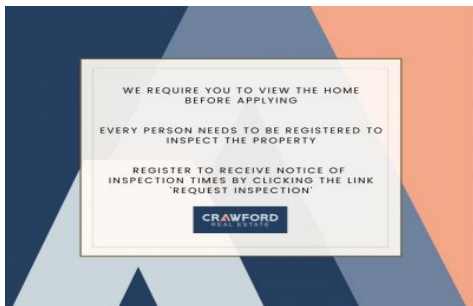 WE REQUIRE YOU TO VIEW THE HOME
BEFORE APPLYING
EVERY PERSON NEEDS TO BE REGISTERED TO
INSPECT THE PROPERTY
REGISTER TO RECEIVE NOTICE OF
INSPECTION TIMES BY CLICKING THE LINK
'REQUEST INSPECTION'
CRAWFORD
REAL ESTATE